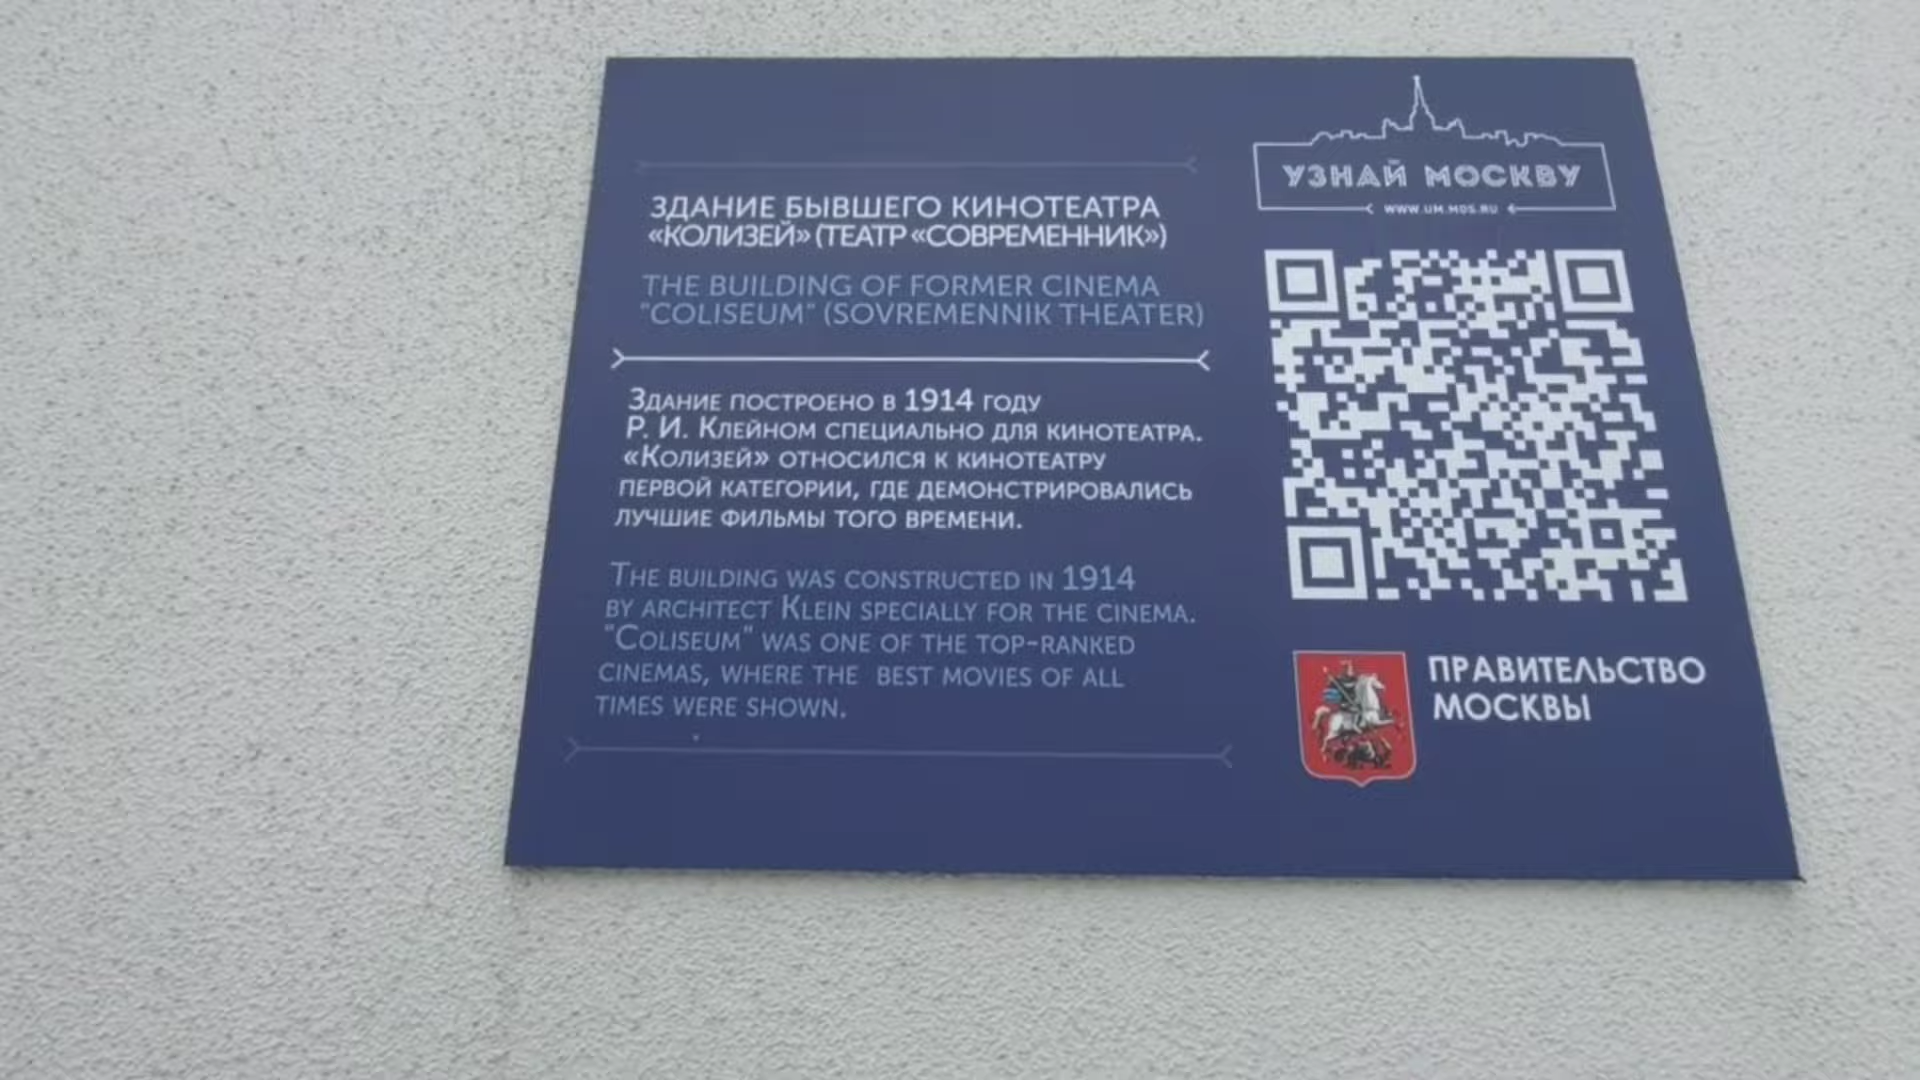 ЗДАНИЕ БЫВШЕГО КИНОТЕАТРА
«КОЛИЗЕЙ» (ТЕАТР «СОВРЕМЕННИК»)
THE BUILDING OF FORMER CINEMA
"COLISEUM" (SOVREMENNIK THEATER)
ЗДАНИЕ ПОСТРОЕНО В 1914 ГОДУ
Р. И. КЛЕЙНОМ СПЕЦИАЛЬНО ДЛЯ КИНОТЕАТРА.
«КОЛИЗЕЙ» ОТНОСИЛСЯ К КИНОТЕАТРУ
ПЕРВОЙ КАТЕГОРИИ, ГДЕ ДЕМОНСТРИРОВАЛИСЬ
ЛУЧШИЕ ФИЛЬМЫ ТОГО ВРЕМЕНИ.
THE BUILDING WAS CONSTRUCTED IN 1914
BY ARCHITECT KLEIN SPECIALLY FOR THE CINEMA.
"COLISEUM" WAS ONE OF THE TOP-RANKED
CINEMAS, WHERE THE BEST MOVIES OF ALL
TIMES WERE SHOWN.
УЗНАЙ МОСКВУ
WWW.UM.MOS.RU
ПРАВИТЕЛЬСТВО
МОСКВЫ